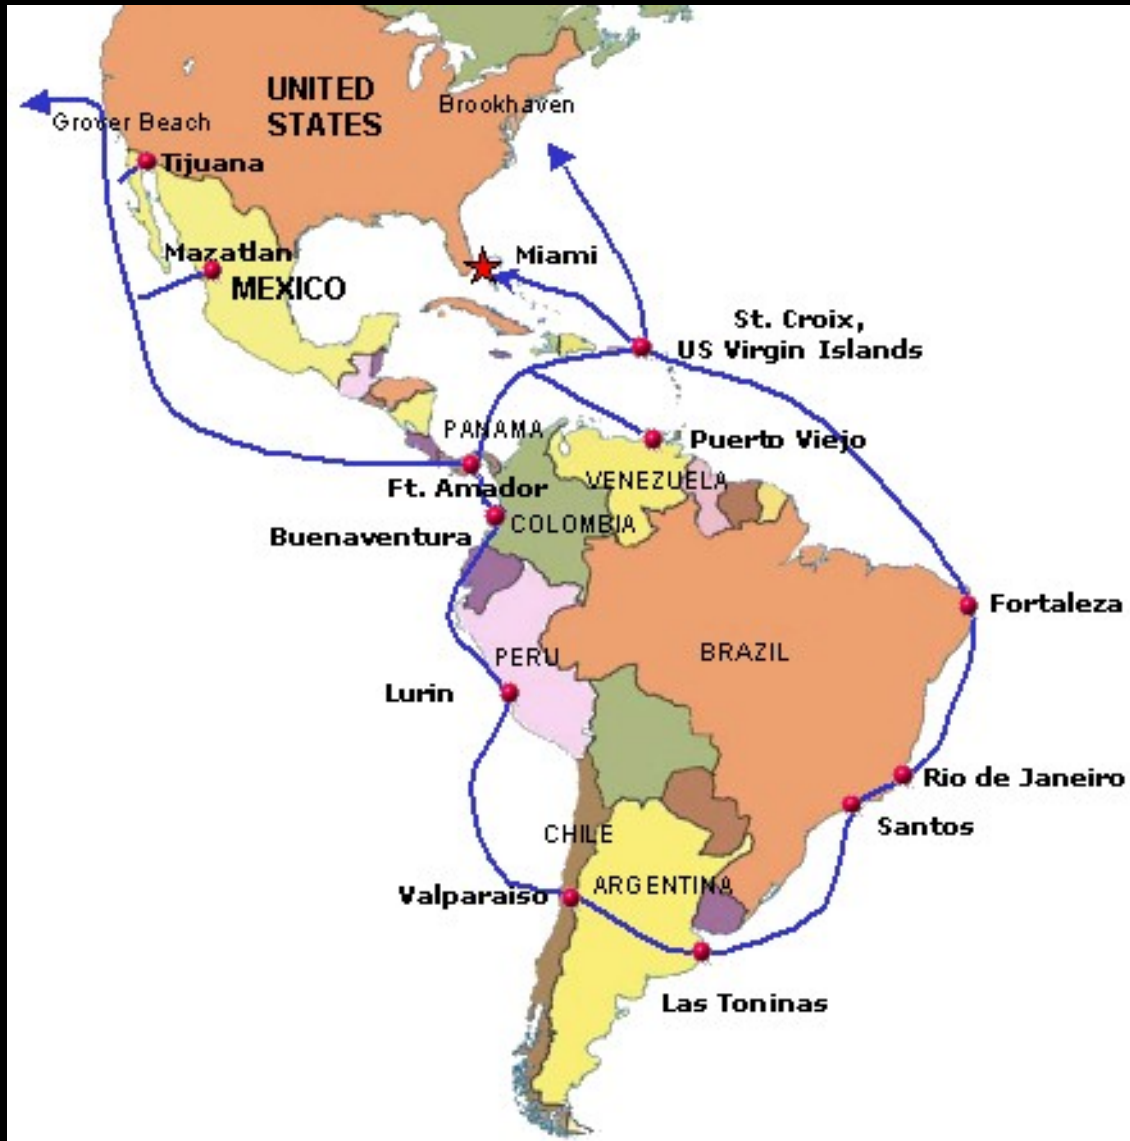 UNITED
STATES
Brookhaven
Grover Beach
Tijuana
Mazatlan
MEXICO
Miami
St. Croix,
US Virgin Islands
PANAMA
Puerto Viejo
Ft. Amador
VENEZUELA
Buenaventura
COLOMBIA
Fortaleza
PERU
BRAZIL
Lurin
Rio de Janeiro
Santos
CHILE
Valparaiso
ARGENTINA
Las Toninas